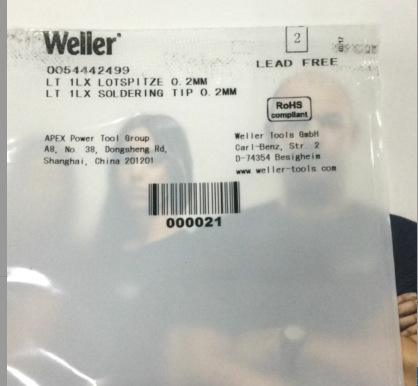 Weller®
2
LEAD FREE
0054442499
LT 1LX LOTSPITZE 0.2MM
LT 1LX SOLDERING TIP 0.2MM
RoHS
compliant
APEX Power Tool Group
A8, No. 38, Dongsheng Rd,
Shanghai, China 201201
Weller Tools GmbH
Carl-Benz, Str. 2
D-74354 Besigheim
www.weller-tools.com
000021